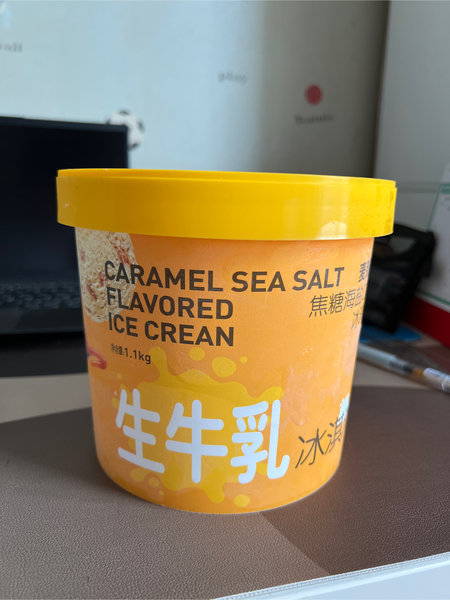 play
CARAMEL SEA SALT
FLAVORED
ICE CREAN
焦糖海盐
净含量:1.1kg
生牛乳
冰淇